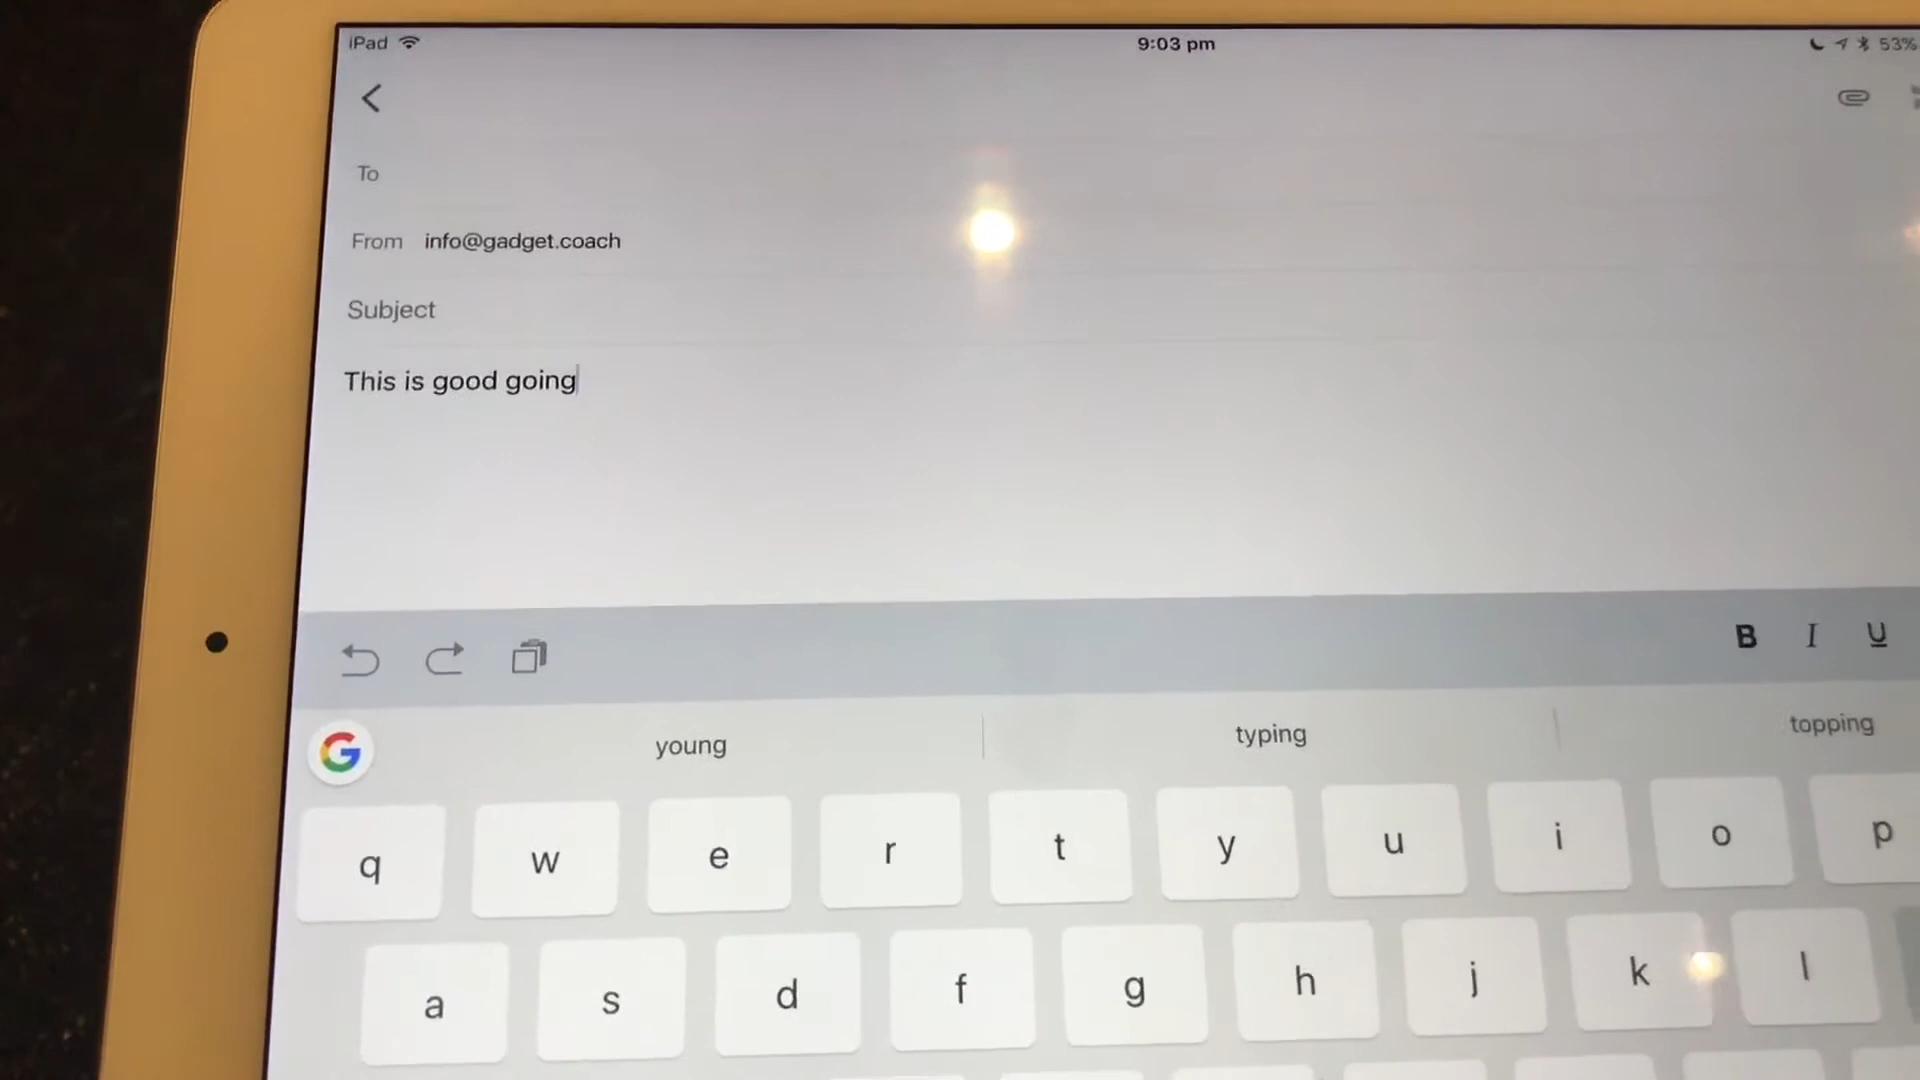 iPad 9:03 pm 53%
To
From info@gadget.coach
Subject
This is good going
B I U
G young typing topping
q w e r t y u i o p
a s d f g h j k l